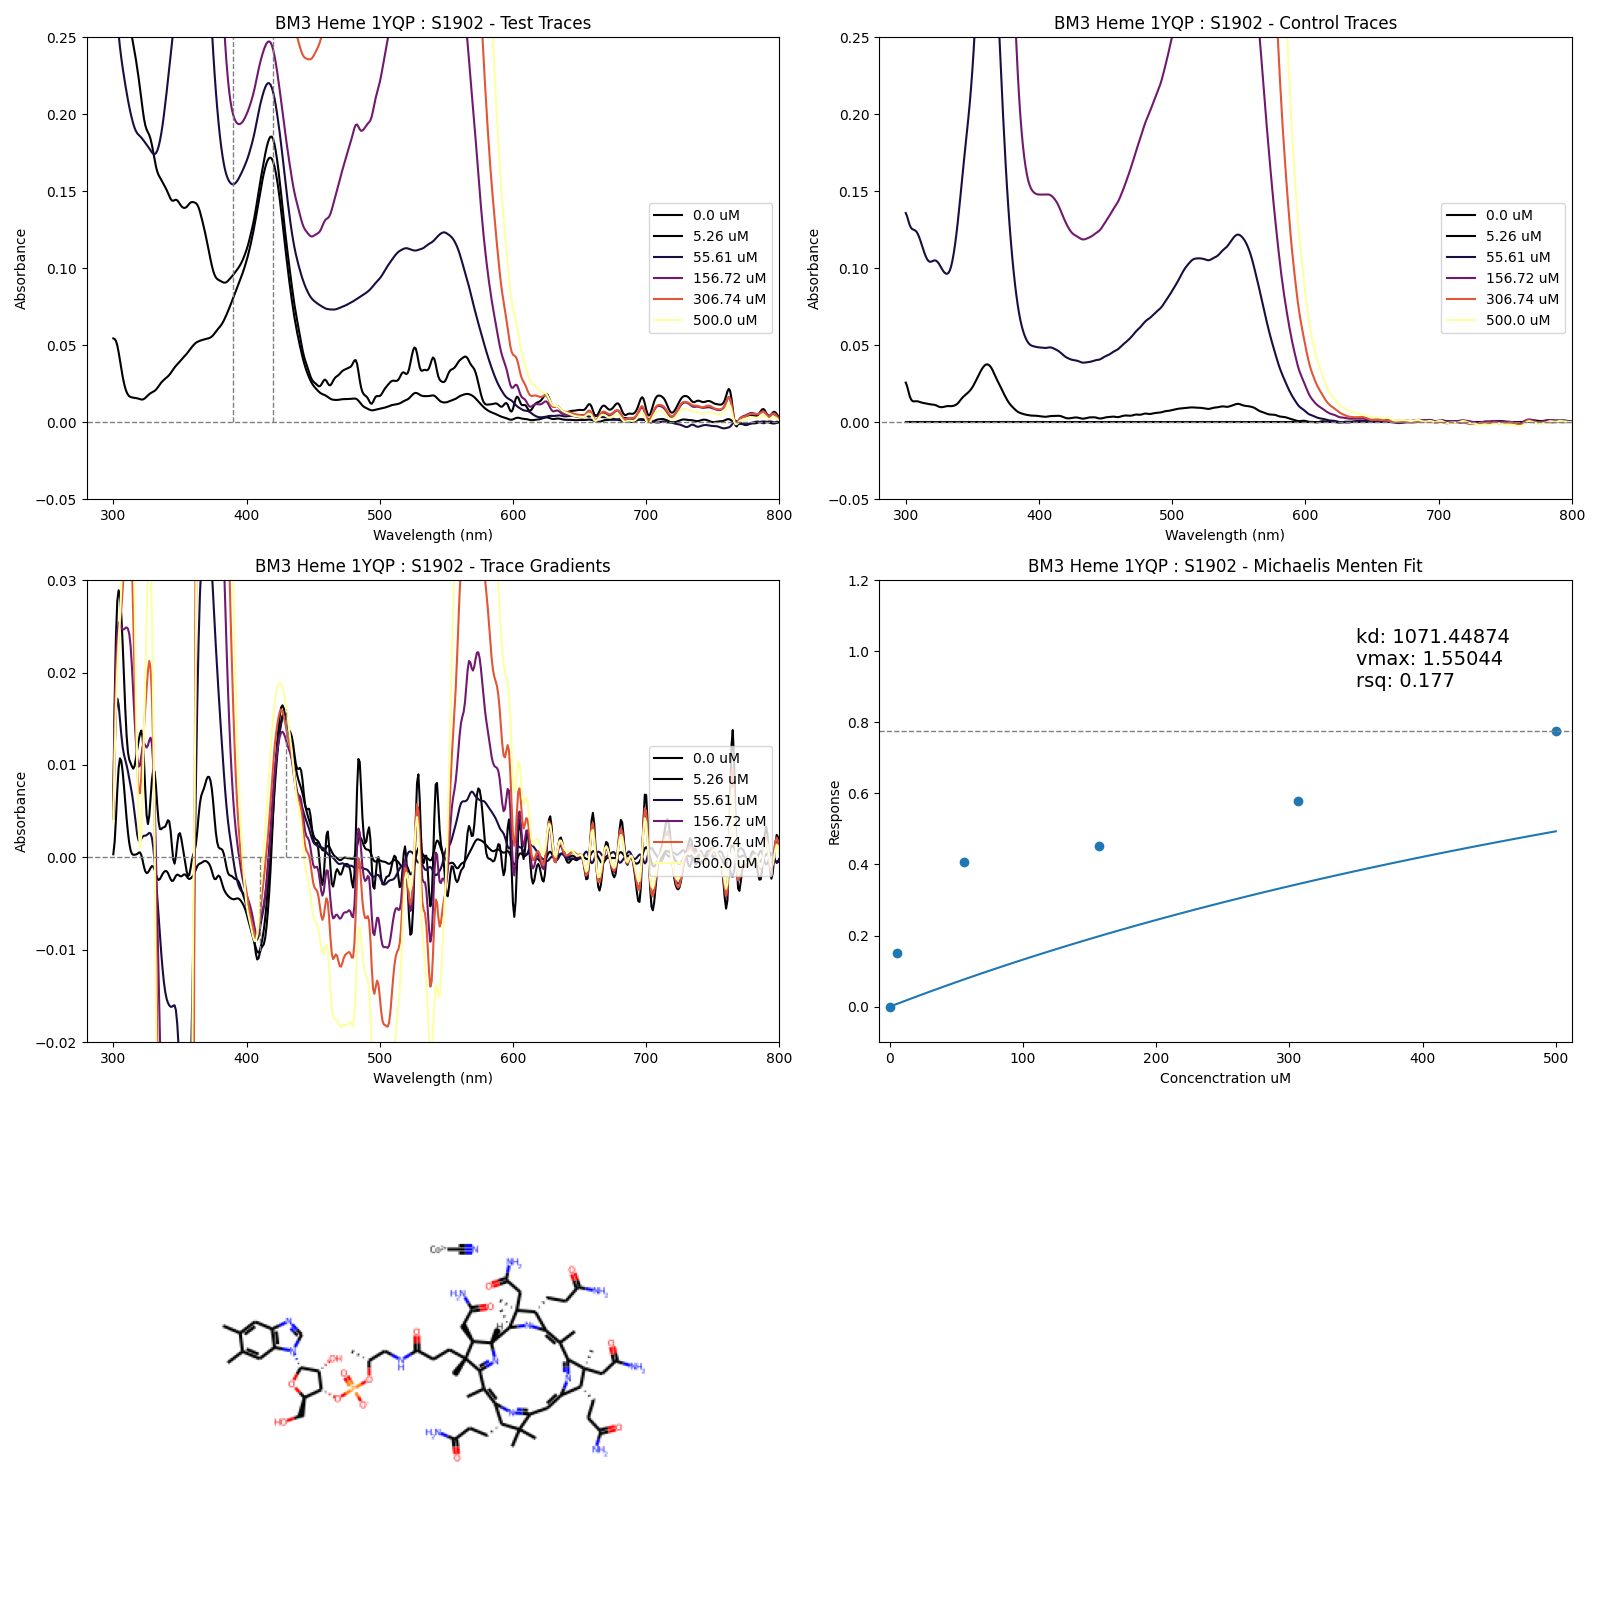 BM3 Heme 1YQP : S1902 - Test Traces
Absorbance
0.25
0.20
0.15
0.10
0.05
0.00
−0.05
300
400
500
600
700
800
Wavelength (nm)
0.0 uM
5.26 uM
55.61 uM
156.72 uM
306.74 uM
500.0 uM
BM3 Heme 1YQP : S1902 - Control Traces
Absorbance
0.25
0.20
0.15
0.10
0.05
0.00
−0.05
300
400
500
600
700
800
Wavelength (nm)
0.0 uM
5.26 uM
55.61 uM
156.72 uM
306.74 uM
500.0 uM
BM3 Heme 1YQP : S1902 - Trace Gradients
Absorbance
0.03
0.02
0.01
0.00
−0.01
−0.02
300
400
500
600
700
800
Wavelength (nm)
0.0 uM
5.26 uM
55.61 uM
156.72 uM
306.74 uM
500.0 uM
BM3 Heme 1YQP : S1902 - Michaelis Menten Fit
Response
1.2
1.0
0.8
0.6
0.4
0.2
0.0
0
100
200
300
400
500
Concenctration uM
kd: 1071.44874
vmax: 1.55044
rsq: 0.177